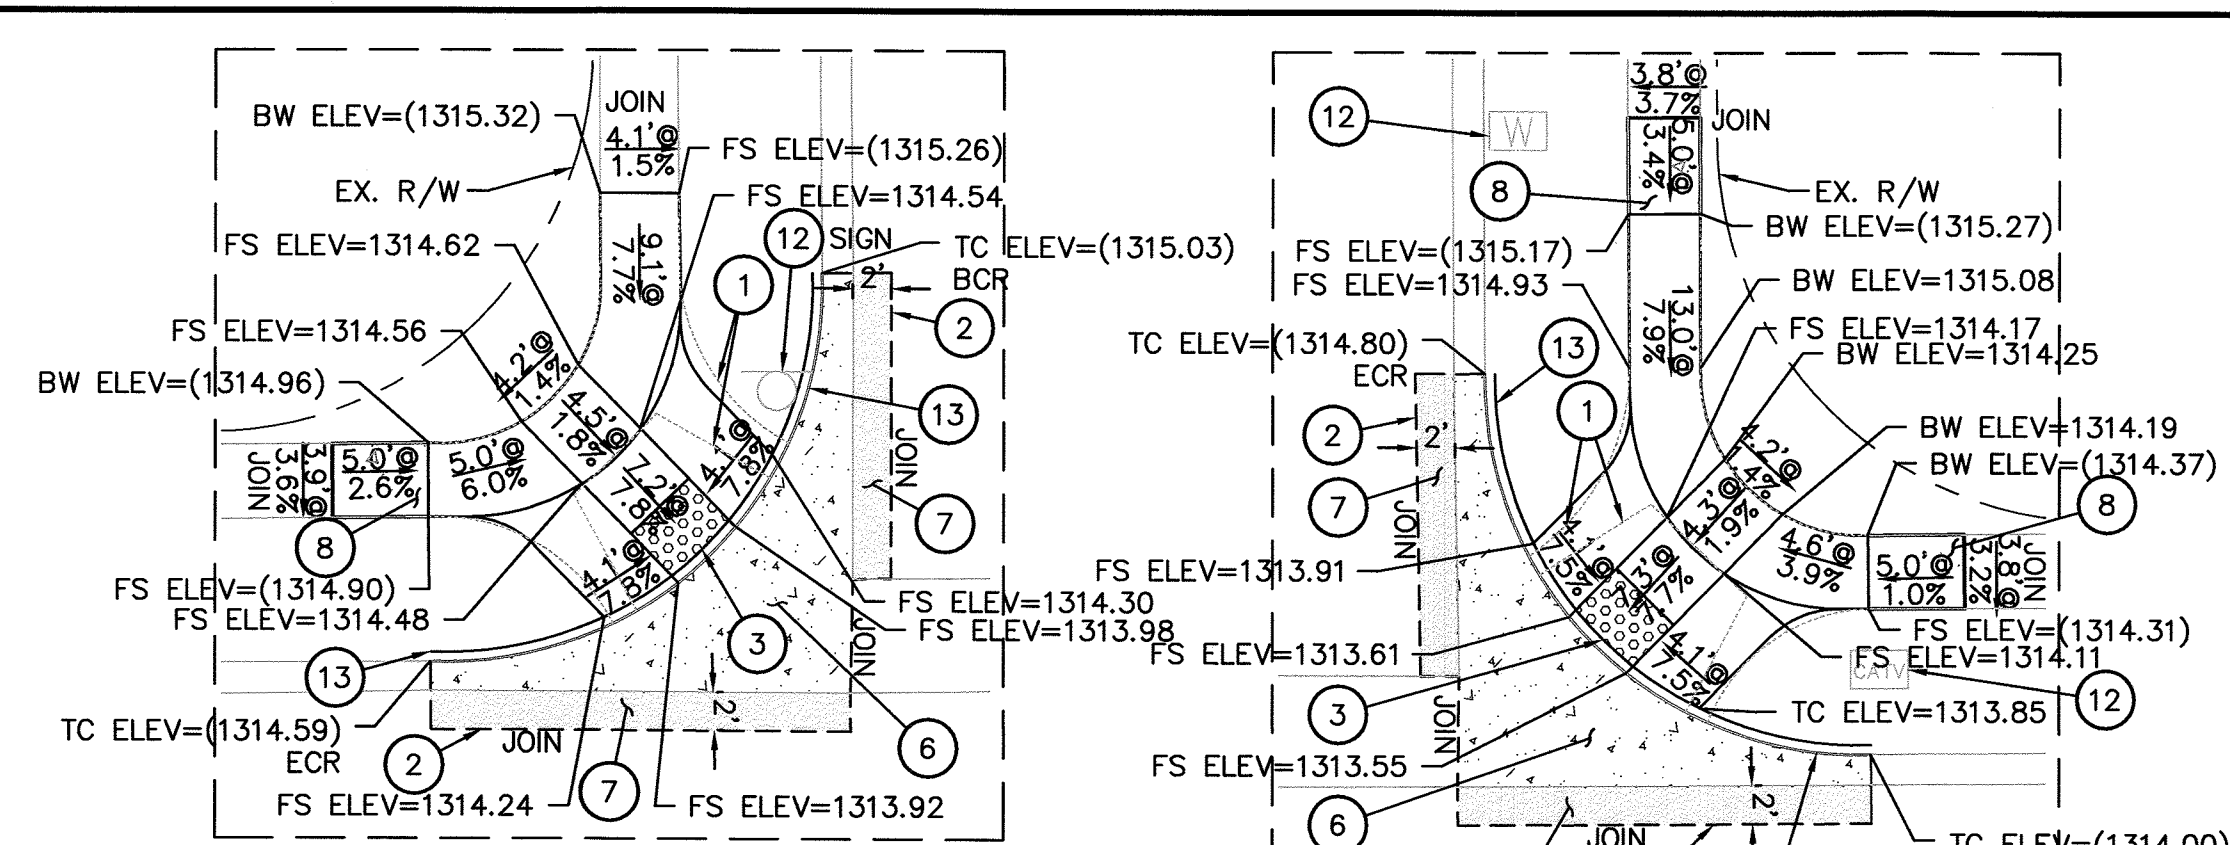 BW ELEV=(1315.32)
JOIN
4.1'@
1.5%
FS ELEV=(1315.26)
EX. R/W
FS ELEV=1314.54
FS ELEV=1314.62
9.1'@
7.7%
12
SIGN
TC ELEV=(1315.03)
BCR
2'
1
2
FS ELEV=1314.56
4.2'@
1.4%
BW ELEV=(1314.96)
4.5'@
1.8%
13
JOIN
3.9'@
3.6%
5.0'@
2.6%
5.0'@
6.0%
7.2'@
4.1'@
7.8%
JOIN
7
8
4.1'@
7.8%
FS ELEV=(1314.90)
FS ELEV=1314.48
3
FS ELEV=1314.30
FS ELEV=1313.98
JOIN
13
TC ELEV=(1314.59)
ECR
2
JOIN
7
2'
6
FS ELEV=1314.24
FS ELEV=1313.92
12
W
3.8'@
3.7%
JOIN
5.0'@
3.4%
8
EX. R/W
BW ELEV=(1315.27)
FS ELEV=(1315.17)
FS ELEV=1314.93
13.0'@
7.9%
BW ELEV=1315.08
FS ELEV=1314.17
BW ELEV=1314.25
TC ELEV=(1314.80)
ECR
13
1
2
2'
7
JOIN
4.2'@
1.4%
BW ELEV=1314.19
BW ELEV=(1314.37)
8
4.3'@
1.9%
4.6'@
3.9%
5.0'@
1.0%
3.8'@
3.2%
JOIN
7.5%
FS ELEV=1313.91
FS ELEV=(1314.31)
FS ELEV=1314.11
CATV
12
FS ELEV=1313.61
4.1'@
7.5%
3
JOIN
TC ELEV=1313.85
FS ELEV=1313.55
6
2'
JOIN